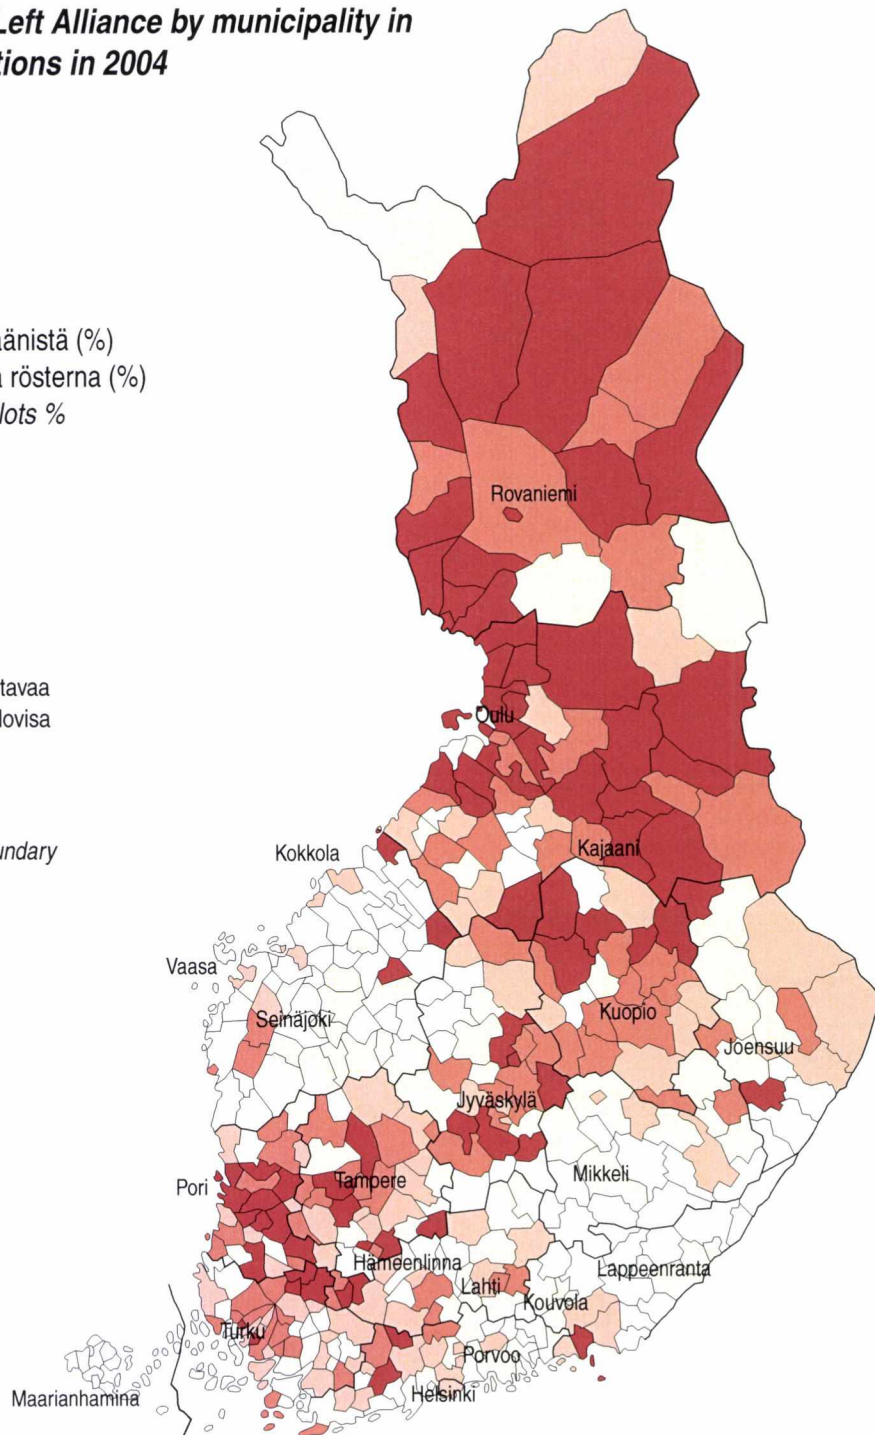 Left Alliance by municipality in
tions in 2004
änistä (%)
a rösterna (%)
lots %
tavaa
lovisa
undary
Rovaniemi
Oulu
Kajaani
Kokkola
Vaasa
Seinäjoki
Kuopio
Joensuu
Jyväskylä
Mikkeli
Pori
Tampere
Hämeenlinna
Lappeenranta
Lahti
Kouvola
Turku
Porvoo
Helsinki
Maarianhamina